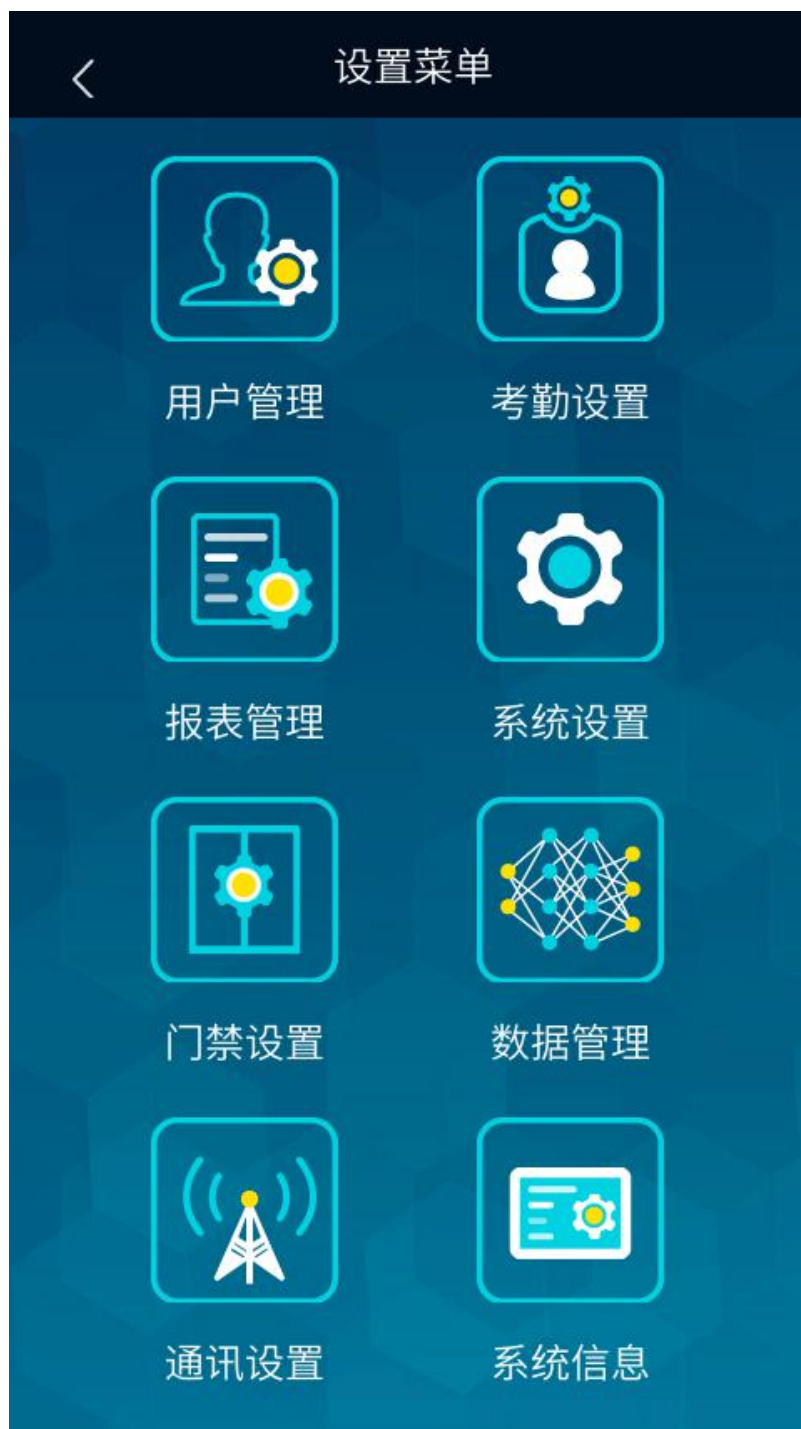 设置菜单
用户管理 考勤设置
报表管理 系统设置
门禁设置 数据管理
通讯设置 系统信息